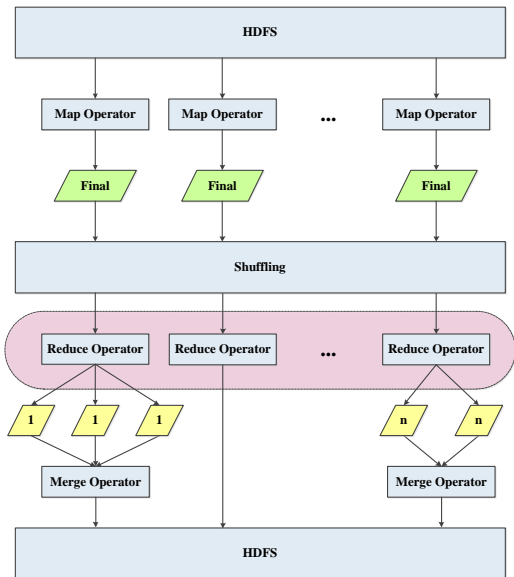 HDFS
Map Operator Map Operator ... Map Operator
Final Final Final
Shuffling
Reduce Operator Reduce Operator ... Reduce Operator
1 1 1 n n
Merge Operator Merge Operator
HDFS